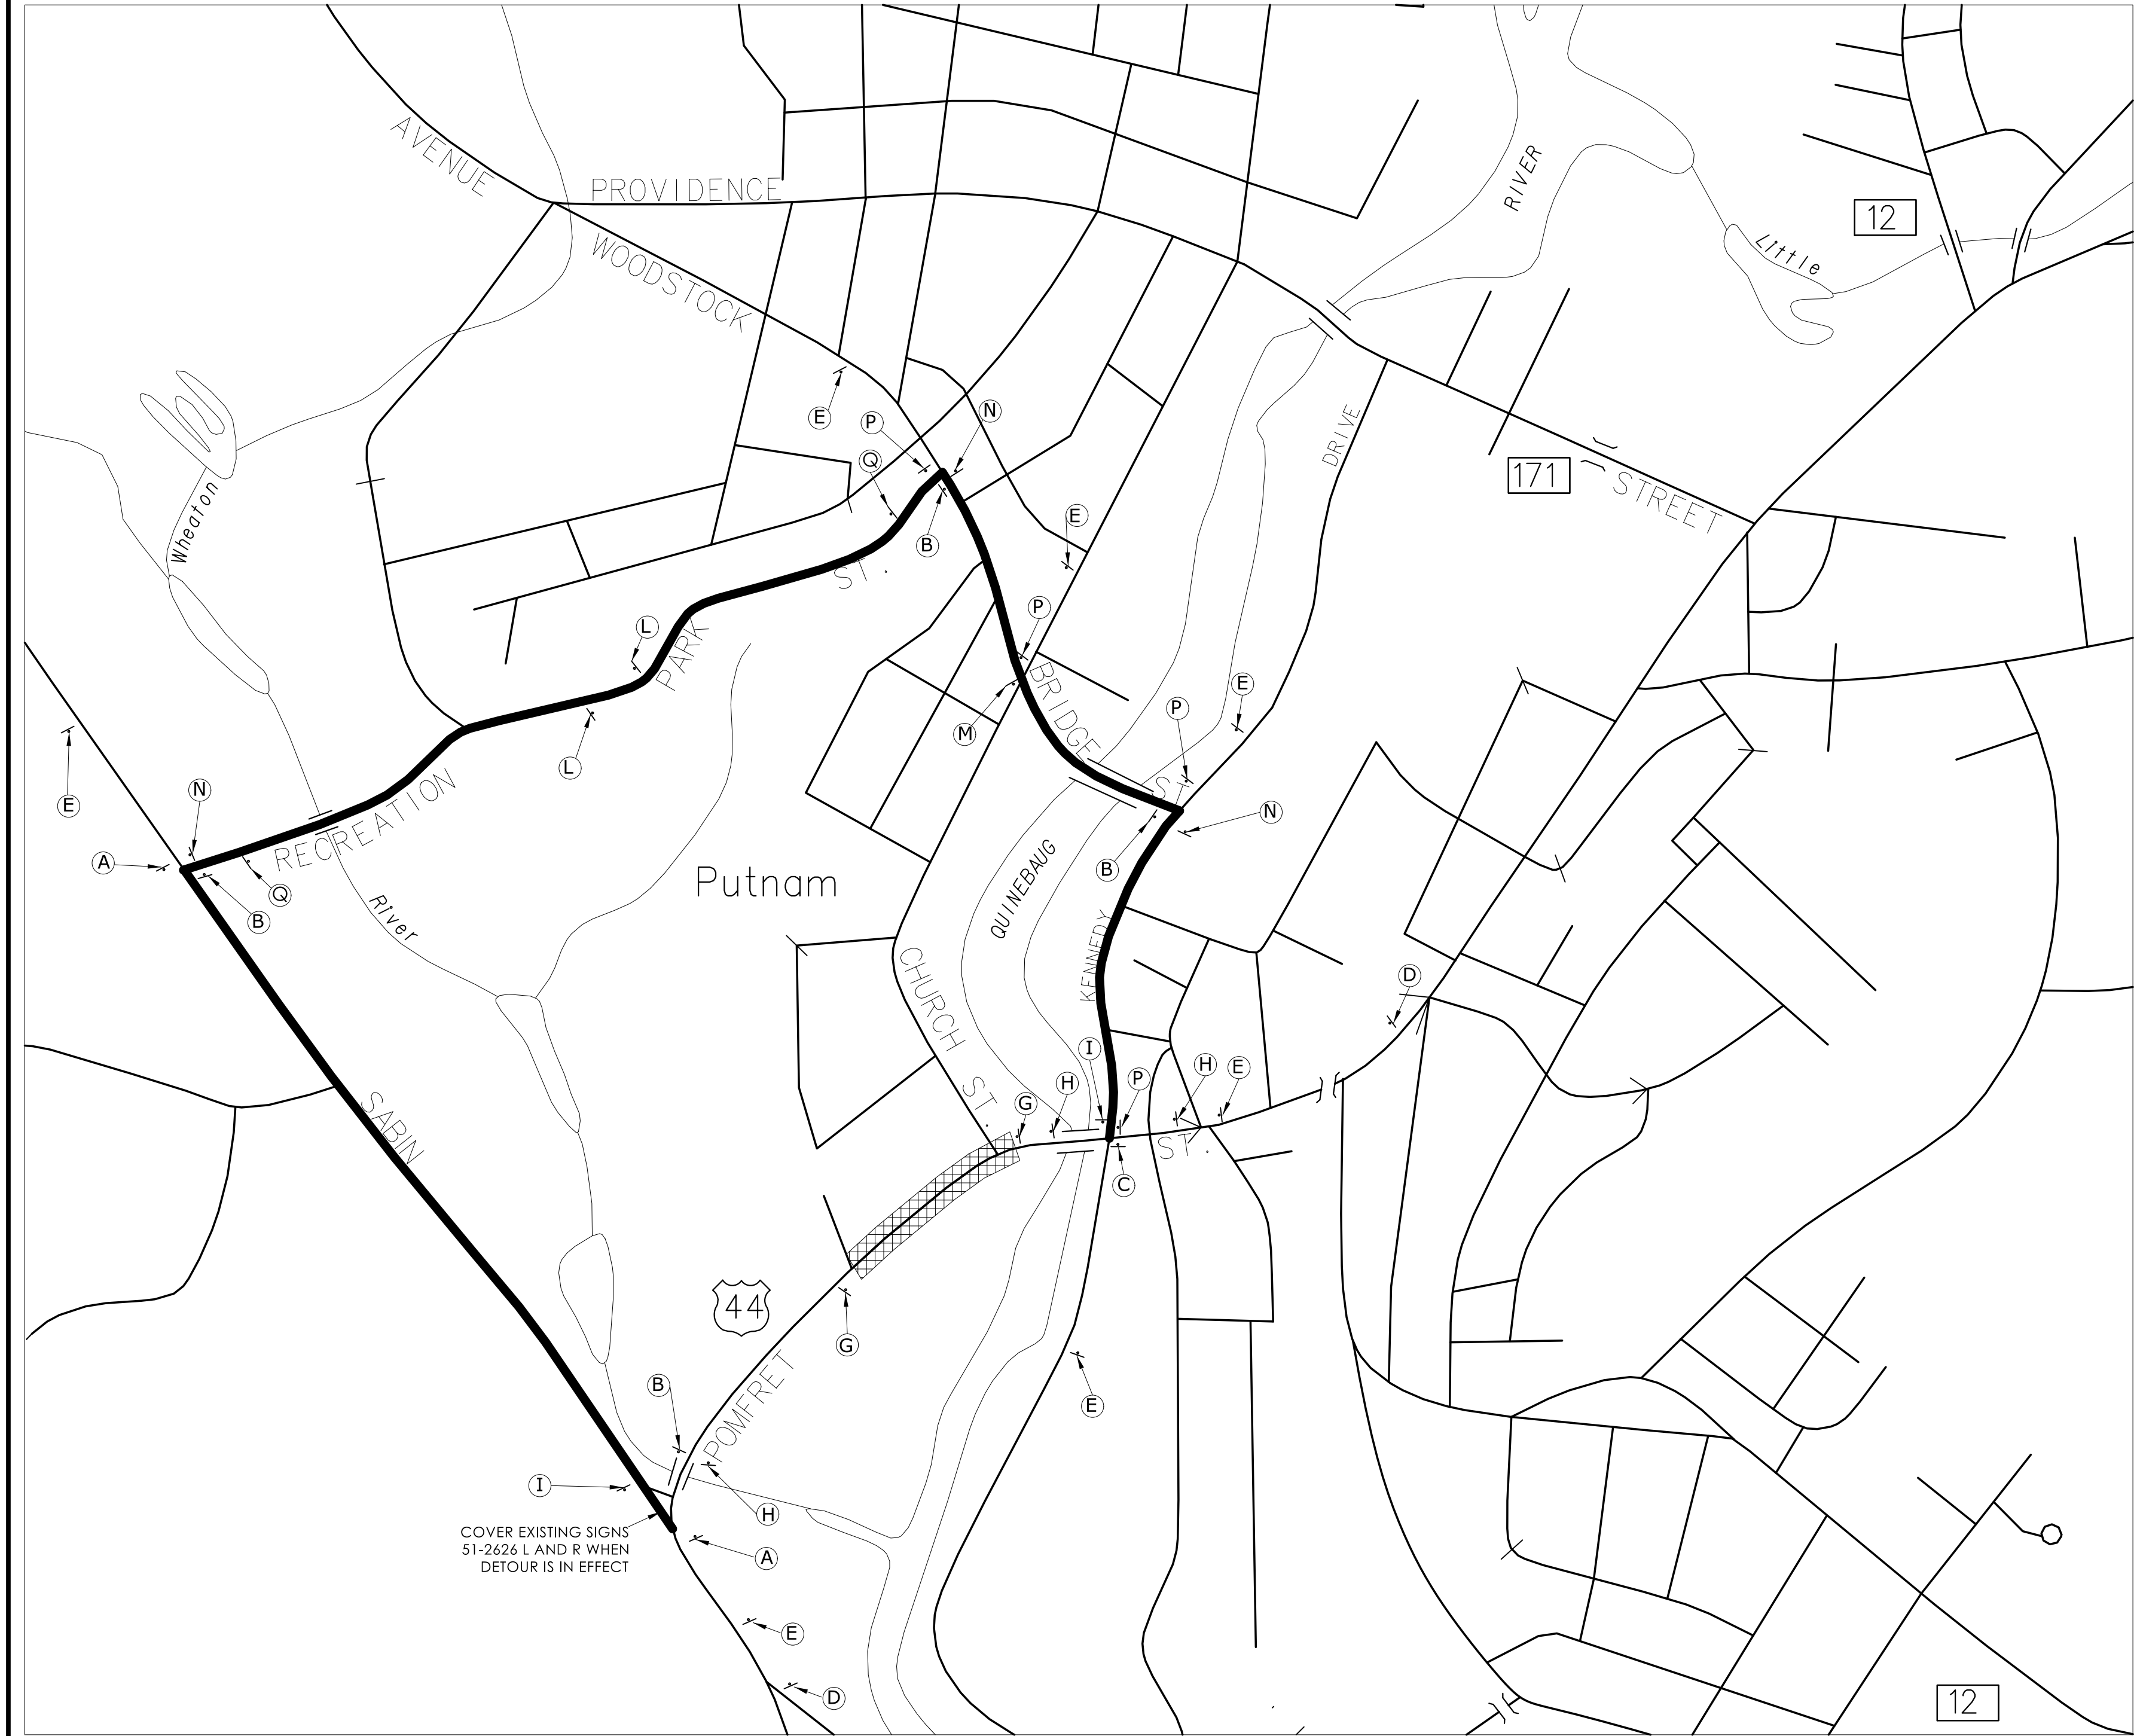 AVENUE
PROVIDENCE
WOODSTOCK
RIVER
12
Little
E
P
N
Q
DRIVE
171
STREET
Wheaton
B
E
ST.
L
PARK
P
BRIDGE
ST.
E
M
P
L
E
N
A
RECREATION
Q
B
N
B
Putnam
QUINEBAUG
River
KENNEDY
CHURCH ST.
D
I
H
G
P
H
E
SABIN
ST.
C
44
G
B
POMFRET
E
I
H
COVER EXISTING SIGNS
51-2626 L AND R WHEN
DETOUR IS IN EFFECT
A
E
D
12